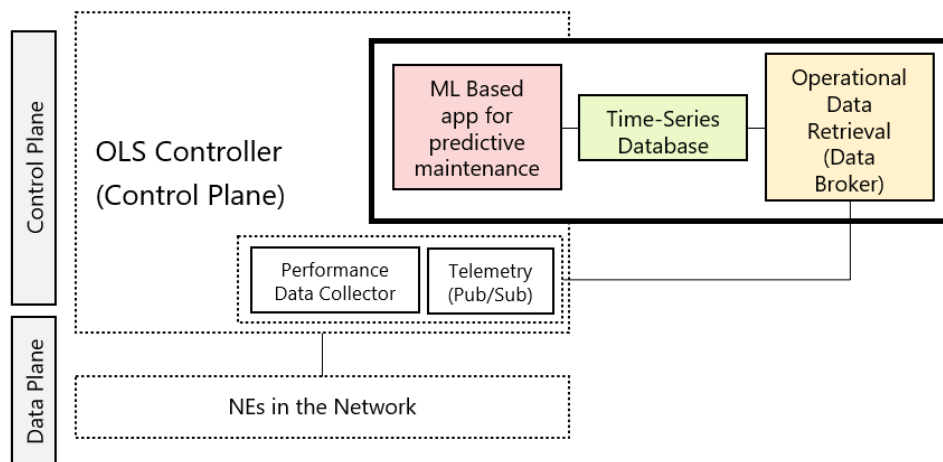 Control Plane
OLS Controller
(Control Plane)
ML Based
app for
predictive
maintenance
Time-Series
Database
Operational
Data
Retrieval
(Data
Broker)
Performance
Data Collector
Telemetry
(Pub/Sub)
Data Plane
NEs in the Network